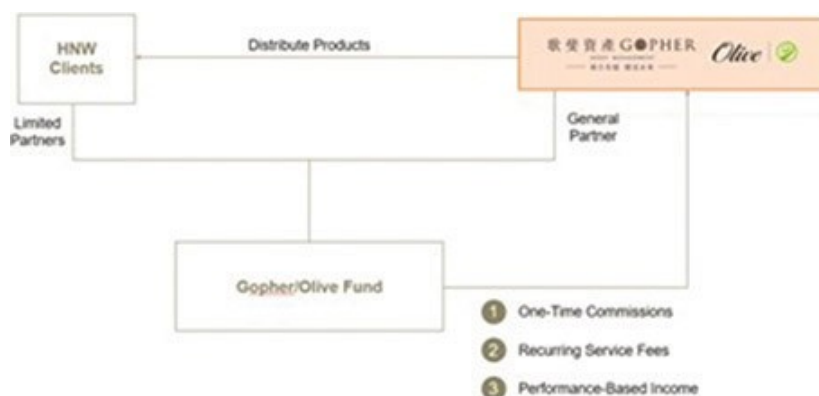 HNW
Clients
Distribute Products
歌斐資產 GOPHER
Olive
Limited
Partners
General
Partner
Gopher/Olive Fund
1 One-Time Commissions
2 Recurring Service Fees
3 Performance-Based Income